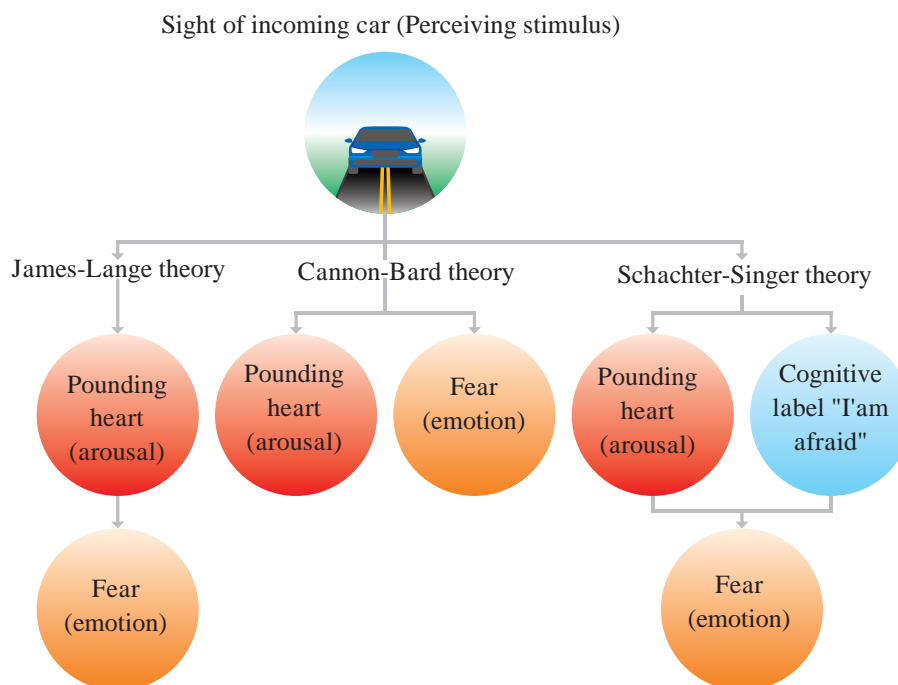 Sight of incoming car (Perceiving stimulus)
James-Lange theory
Cannon-Bard theory
Schachter-Singer theory
Pounding
heart
(arousal)
Pounding
heart
(arousal)
Fear
(emotion)
Pounding
heart
(arousal)
Cognitive
label "I'am
afraid"
Fear
(emotion)
Fear
(emotion)